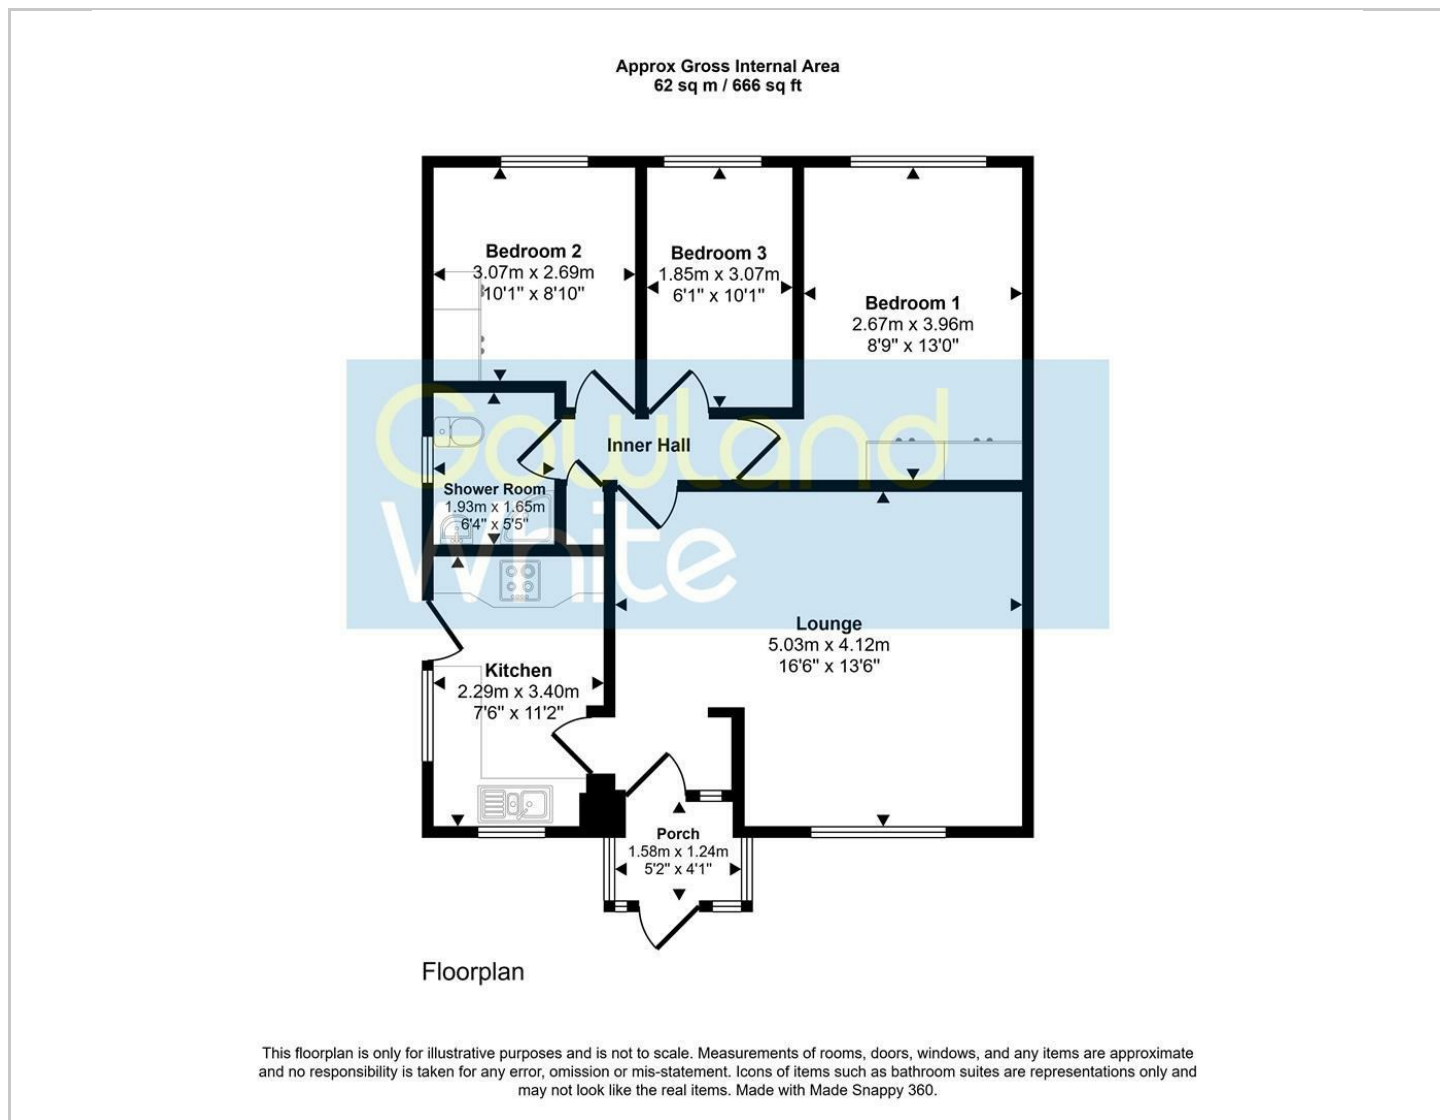 Approx Gross Internal Area
62 sq m / 666 sq ft
Bedroom 2
3.07m x 2.69m
10'1" x 8'10"
Bedroom 3
1.85m x 3.07m
6'1" x 10'1"
Bedroom 1
2.67m x 3.96m
8'9" x 13'0"
Gowland
White
Inner Hall
Shower Room
1.93m x 1.65m
6'4" x 5'5"
Lounge
5.03m x 4.12m
16'6" x 13'6"
Kitchen
2.29m x 3.40m
7'6" x 11'2"
Porch
1.58m x 1.24m
5'2" x 4'1"
Floorplan
This floorplan is only for illustrative purposes and is not to scale. Measurements of rooms, doors, windows, and any items are approximate
and no responsibility is taken for any error, omission or mis-statement. Icons of items such as bathroom suites are representations only and
may not look like the real items. Made with Made Snappy 360.